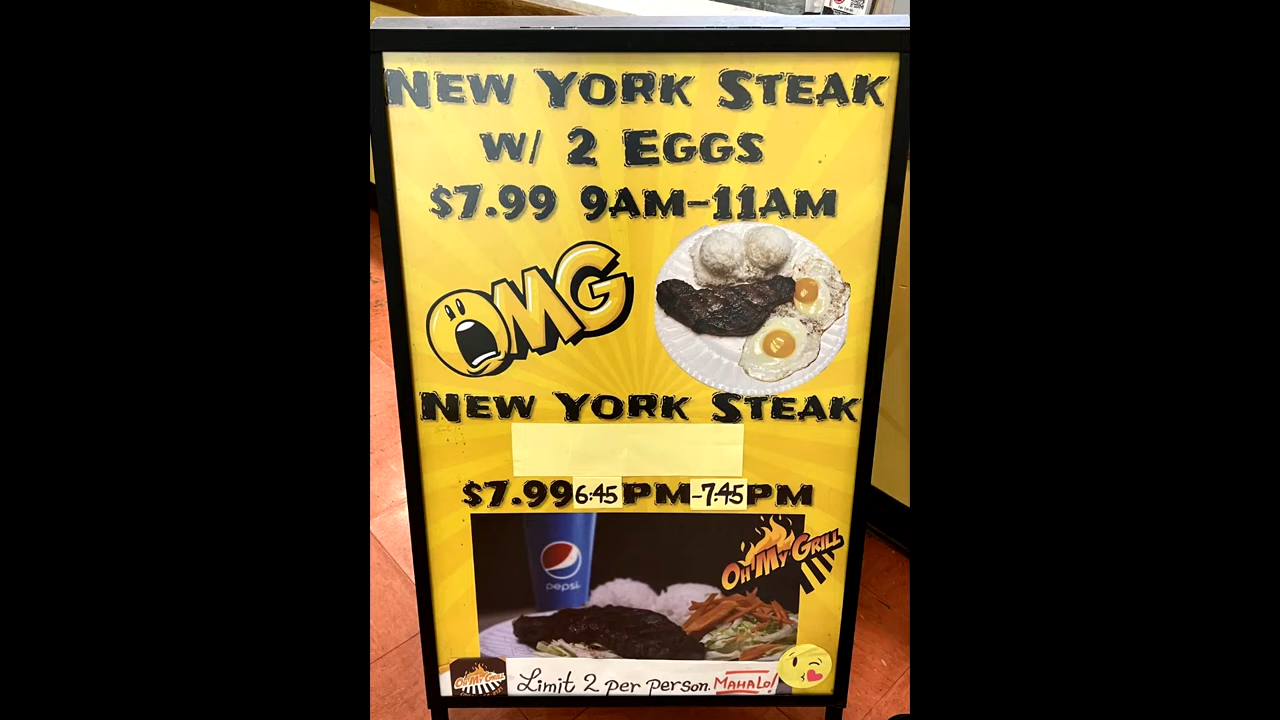 New York Steak
w/ 2 Eggs
$7.99 9am-11am
OMG
New York Steak
$7.99 6:45 PM -7:45 PM
Oh My Grill
pepsi
Oh My Grill
Limit 2 per person. MAHALO!